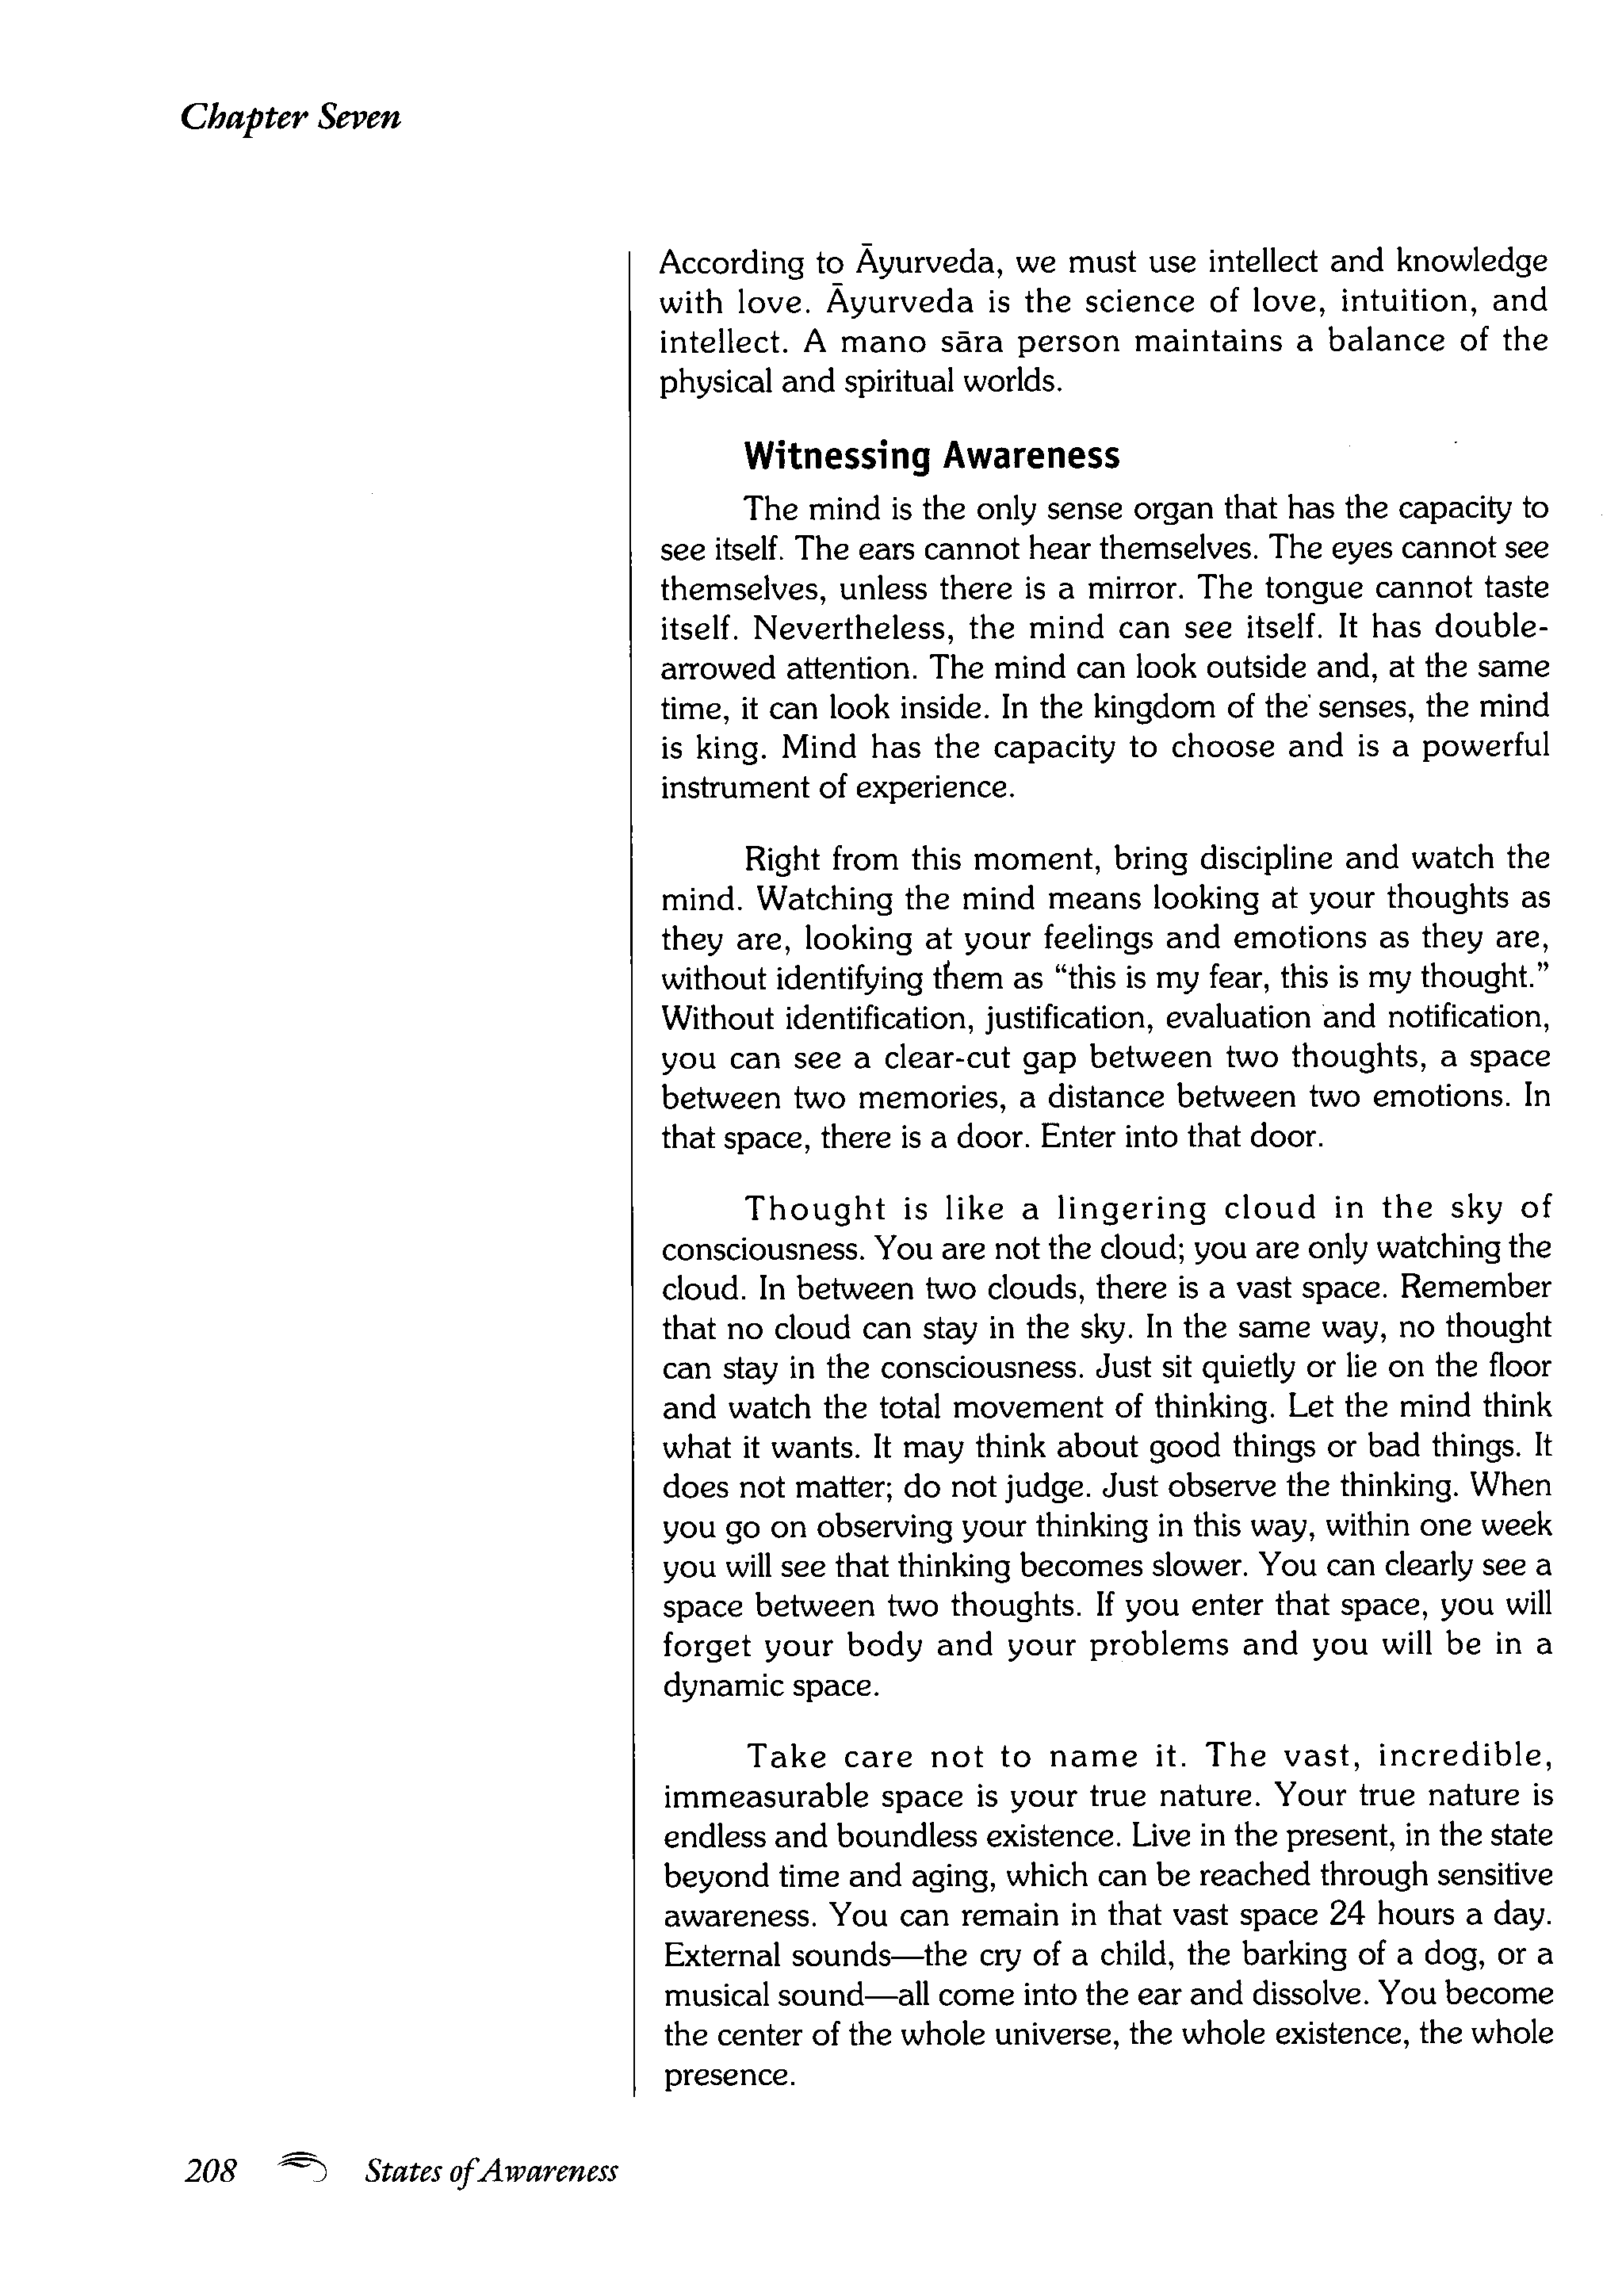 Chapter Seven
According to Āyurveda, we must use intellect and knowledge
with love. Āyurveda is the science of love, intuition, and
intellect. A mano sāra person maintains a balance of the
physical and spiritual worlds.
Witnessing Awareness
The mind is the only sense organ that has the capacity to
see itself. The ears cannot hear themselves. The eyes cannot see
themselves, unless there is a mirror. The tongue cannot taste
itself. Nevertheless, the mind can see itself. It has double-
arrowed attention. The mind can look outside and, at the same
time, it can look inside. In the kingdom of the senses, the mind
is king. Mind has the capacity to choose and is a powerful
instrument of experience.
Right from this moment, bring discipline and watch the
mind. Watching the mind means looking at your thoughts as
they are, looking at your feelings and emotions as they are,
without identifying them as “this is my fear, this is my thought.”
Without identification, justification, evaluation and notification,
you can see a clear-cut gap between two thoughts, a space
between two memories, a distance between two emotions. In
that space, there is a door. Enter into that door.
Thought is like a lingering cloud in the sky of
consciousness. You are not the cloud; you are only watching the
cloud. In between two clouds, there is a vast space. Remember
that no cloud can stay in the sky. In the same way, no thought
can stay in the consciousness. Just sit quietly or lie on the floor
and watch the total movement of thinking. Let the mind think
what it wants. It may think about good things or bad things. It
does not matter; do not judge. Just observe the thinking. When
you go on observing your thinking in this way, within one week
you will see that thinking becomes slower. You can clearly see a
space between two thoughts. If you enter that space, you will
forget your body and your problems and you will be in a
dynamic space.
Take care not to name it. The vast, incredible,
immeasurable space is your true nature. Your true nature is
endless and boundless existence. Live in the present, in the state
beyond time and aging, which can be reached through sensitive
awareness. You can remain in that vast space 24 hours a day.
External sounds—the cry of a child, the barking of a dog, or a
musical sound—all come into the ear and dissolve. You become
the center of the whole universe, the whole existence, the whole
presence.
208 States of Awareness